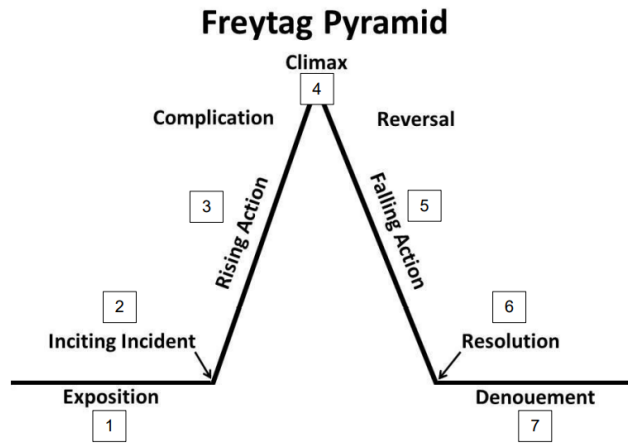 Freytag Pyramid
Climax
4
Complication
Reversal
3
Rising Action
Falling Action
5
2
Inciting Incident
6
Resolution
Exposition
1
Denouement
7